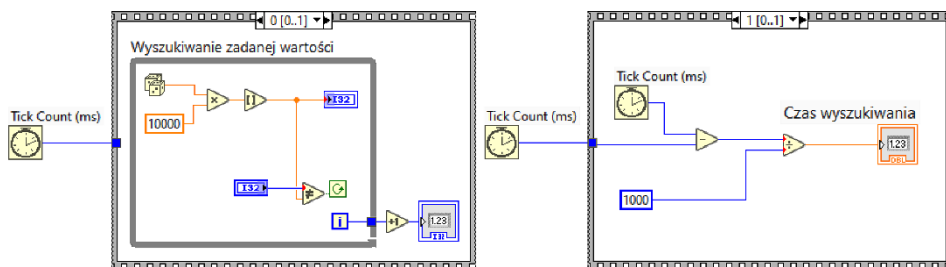 0 [0..1]
Wyszukiwanie zadanej wartości
10000
I32
Tick Count (ms)
I32
i
+1
1.23
I32
1 [0..1]
Tick Count (ms)
Czas wyszukiwania
Tick Count (ms)
1.23
DBL
1000